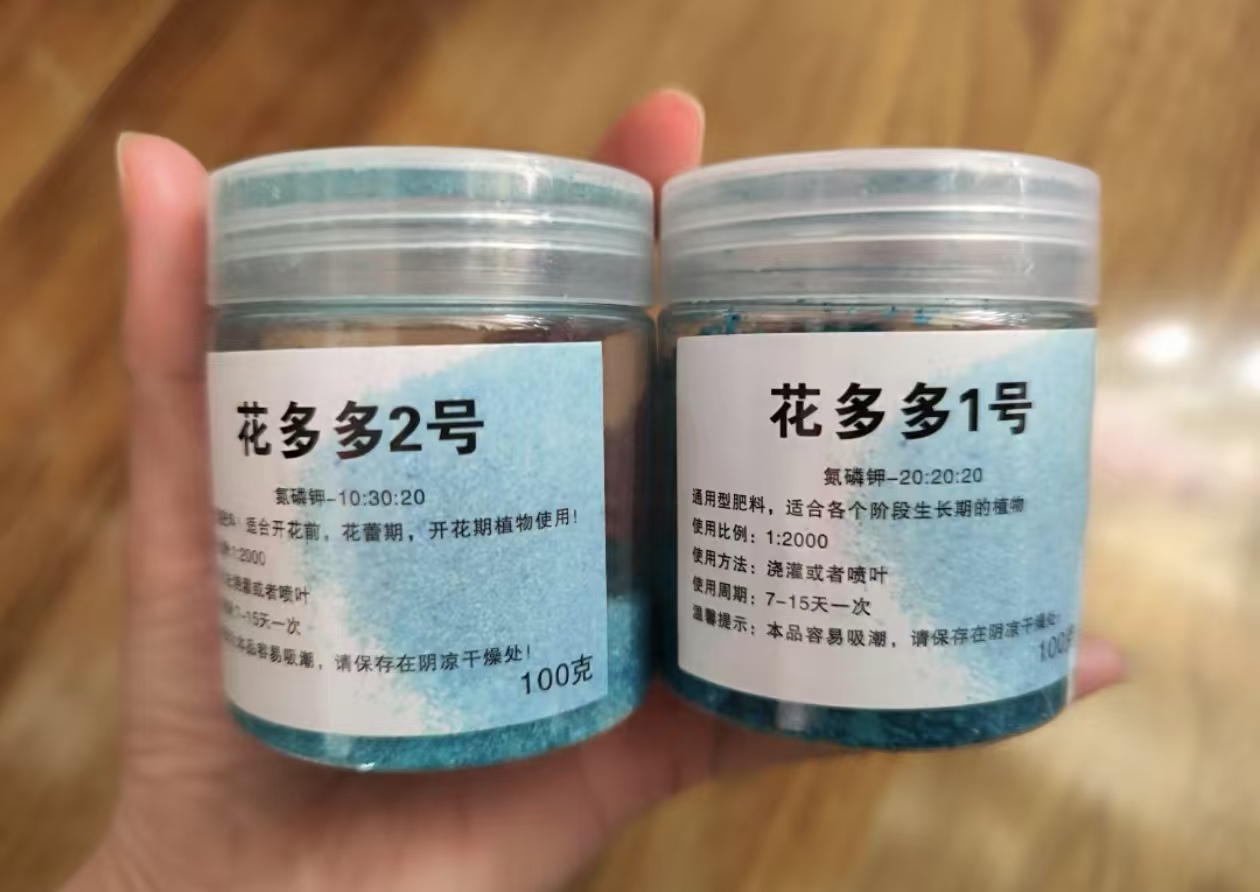 花多多2号
氮磷钾-10:30:20
适合开花前，花蕾期，开花期植物使用！
1:2000
浇灌或者喷叶
7-15天一次
本品容易吸潮，请保存在阴凉干燥处！
100克
花多多1号
氮磷钾-20:20:20
通用型肥料，适合各个阶段生长期的植物
使用比例：1:2000
使用方法：浇灌或者喷叶
使用周期：7-15天一次
温馨提示：本品容易吸潮，请保存在阴凉干燥处！
100克